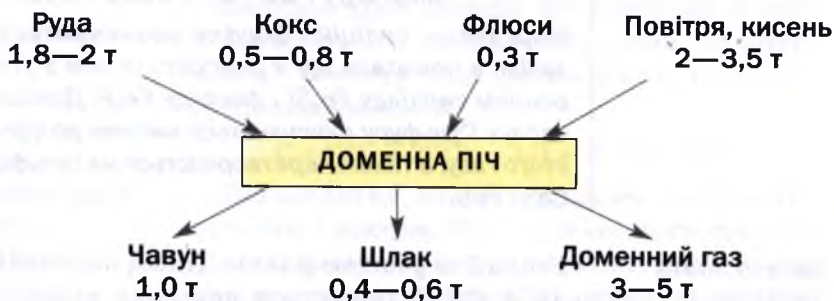 Руда Кокс Флюси Повітря, кисень
1,8—2 т 0,5—0,8 т 0,3т 2—3,5 т
ДОМЕННА ПІЧ
Чавун Шлак Доменний газ
1,0 т 0,4—0,6 т 3—5 т